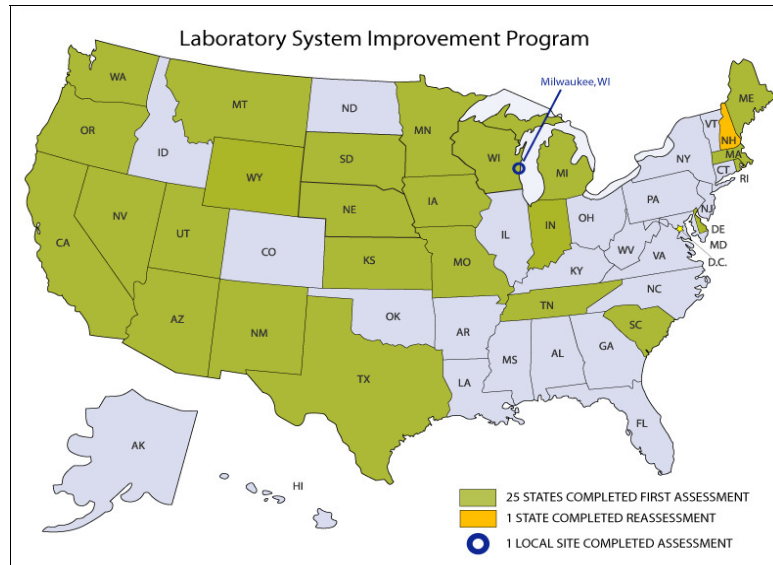 Laboratory System Improvement Program
Milwaukee, WI
WA
MT
ND
MN
ME
VT
NH
OR
ID
SD
WI
MI
NY
MA
CT
RI
WY
IA
NE
PA
NJ
NV
UT
CO
KS
MO
IL
IN
OH
WV
VA
DE
MD
D.C.
CA
KY
NC
AZ
NM
OK
AR
TN
SC
TX
LA
MS
AL
GA
FL
AK
HI
25 STATES COMPLETED FIRST ASSESSMENT
1 STATE COMPLETED REASSESSMENT
1 LOCAL SITE COMPLETED ASSESSMENT